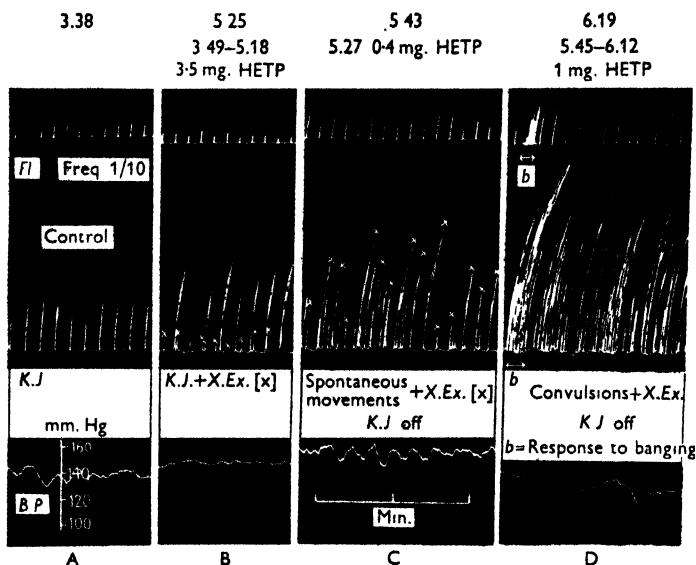 3.38
5 25
3 49–5.18
3·5 mg. HETP
5 43
5.27 0·4 mg. HETP
6.19
5.45–6.12
1 mg. HETP
Fl Freq 1/10
b
Control
K.J
K.J.+X.Ex. [x]
Spontaneous movements +X.Ex. [x]
K.J off
b
Convulsions+X.Ex.
K J off
b=Response to banging
mm. Hg
160
140
120
100
B P.
Min.
A
B
C
D